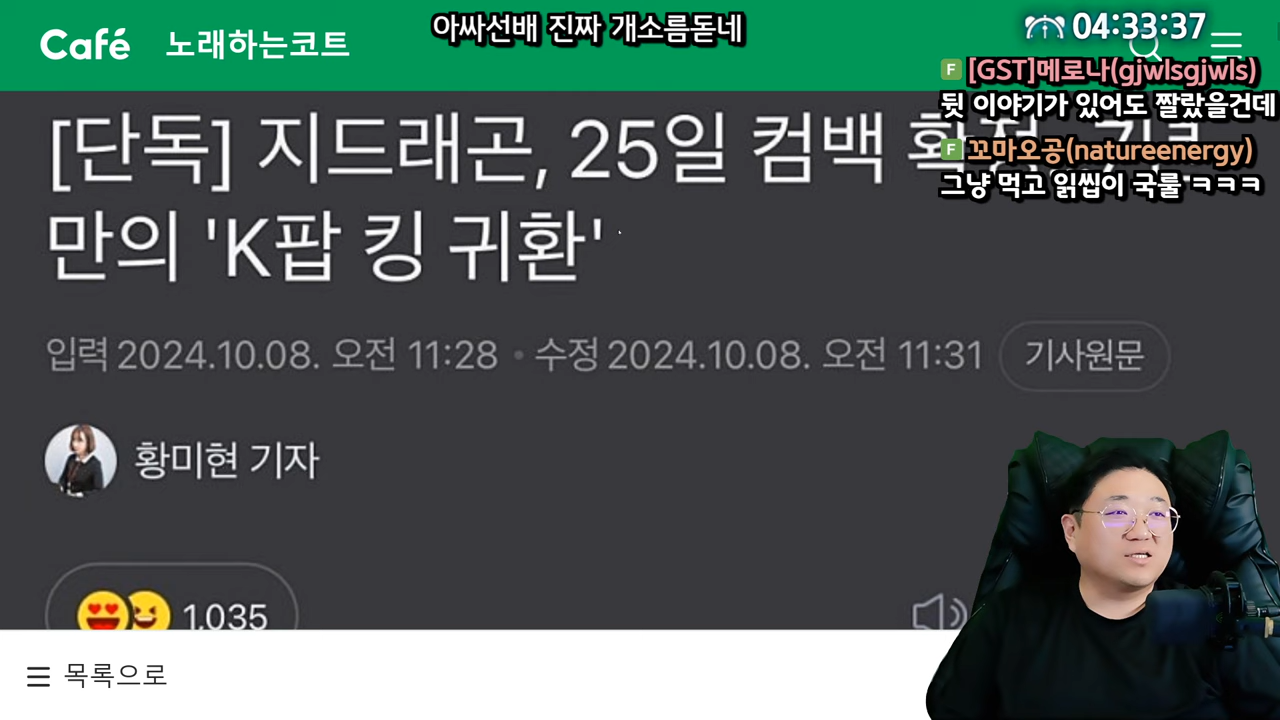 Café 노래하는코트
아싸선배 진짜 개소름돋네
04:33:37
F [GST]메로나(gjwlsgjwls)
뒷 이야기가 있어도 짤랐을건데
F 꼬마오공(natureenergy)
그냥 먹고 읽씹이 국룰 ㅋㅋㅋ
[단독] 지드래곤, 25일 컴백
만의 'K팝 킹 귀환'
입력 2024.10.08. 오전 11:28 • 수정 2024.10.08. 오전 11:31 기사원문
황미현 기자
1,035
목록으로